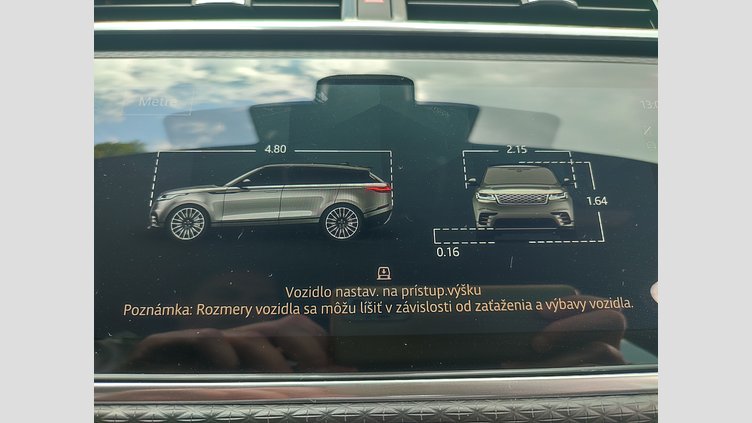 Metre
4.80
2.15
1.64
0.16
Vozidlo nastav. na prístup.výšku
Poznámka: Rozmery vozidla sa môžu líšiť v závislosti od zaťaženia a výbavy vozidla.